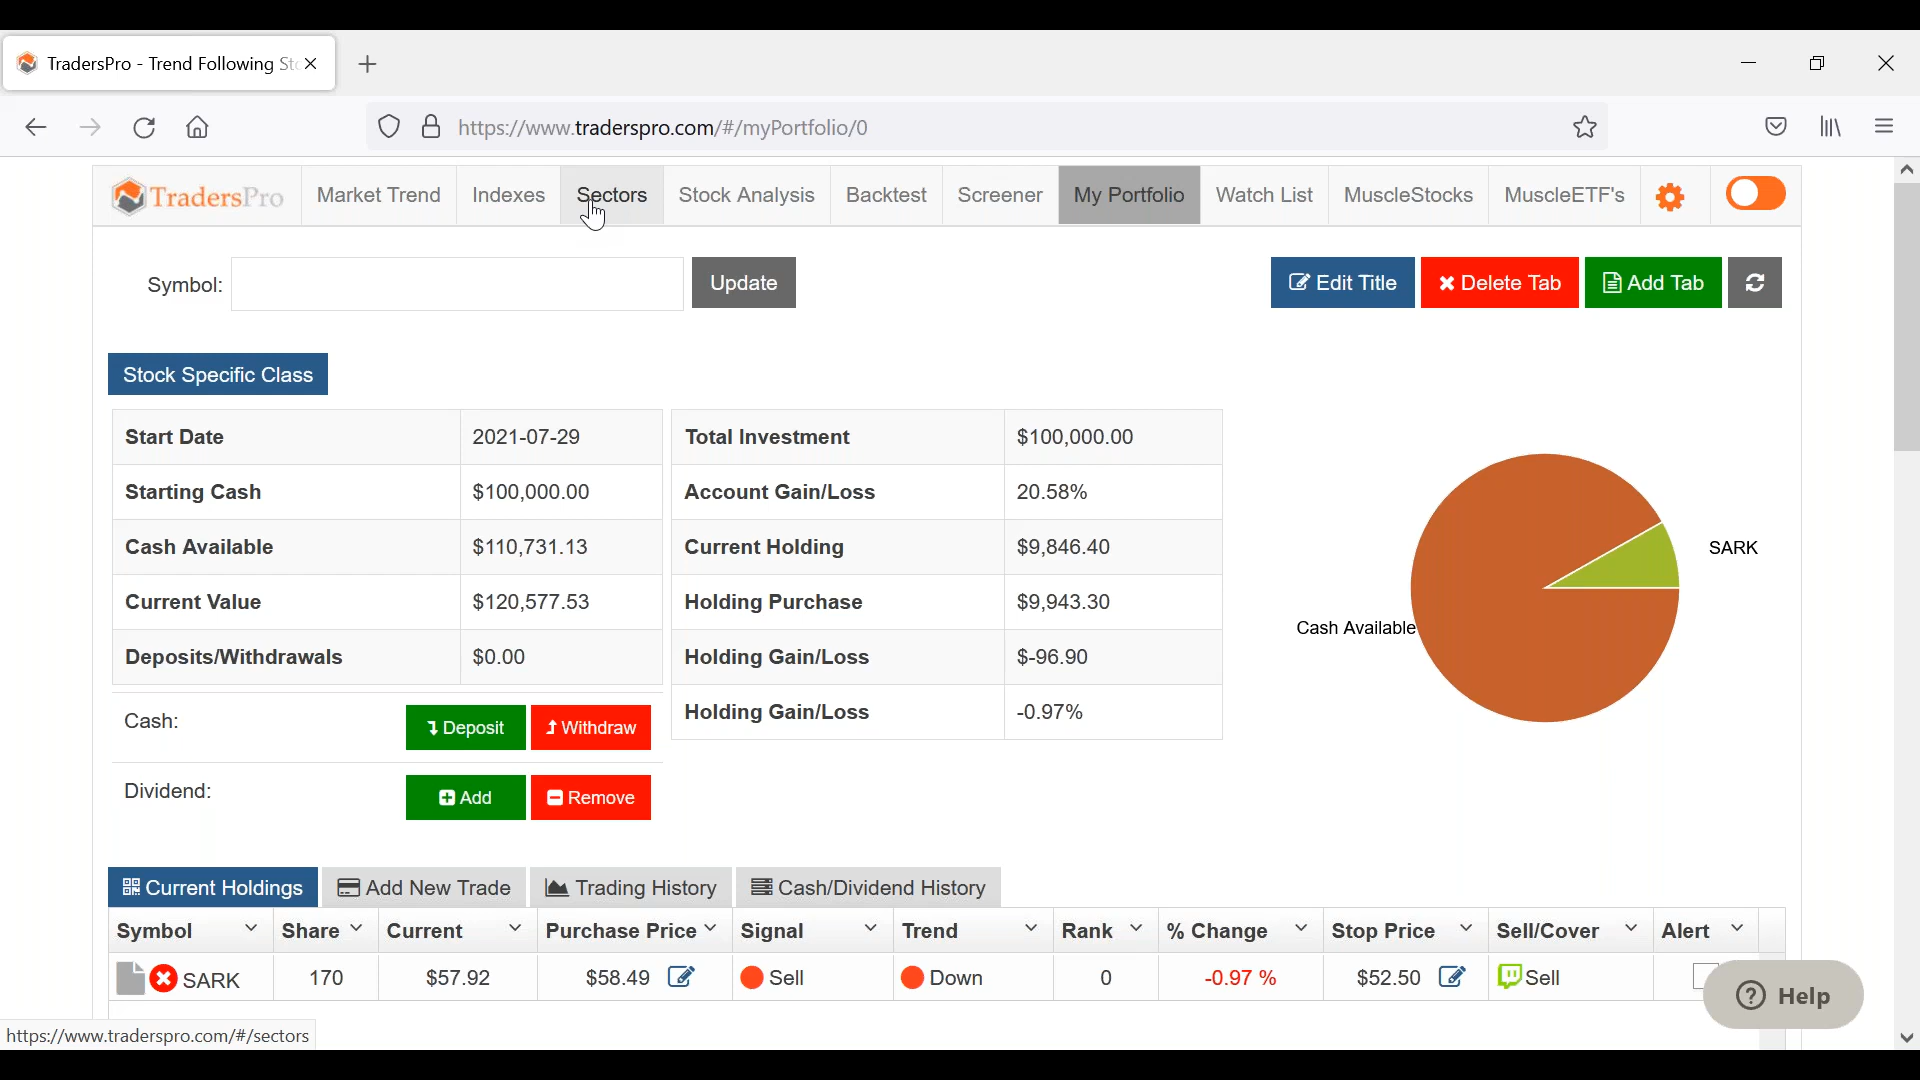 TradersPro - Trend Following Sto
https://www.traderspro.com/#/myPortfolio/0
TradersPro Market Trend Indexes Sectors Stock Analysis Backtest Screener My Portfolio Watch List MuscleStocks MuscleETF's
Symbol: Update Edit Title Delete Tab Add Tab
Stock Specific Class
Start Date 2021-07-29 Total Investment $100,000.00
Starting Cash $100,000.00 Account Gain/Loss 20.58%
Cash Available $110,731.13 Current Holding $9,846.40
SARK
Current Value $120,577.53 Holding Purchase $9,943.30
Cash Available
Deposits/Withdrawals $0.00 Holding Gain/Loss $-96.90
Holding Gain/Loss -0.97%
Cash: Deposit Withdraw
Dividend: Add Remove
Current Holdings Add New Trade Trading History Cash/Dividend History
Symbol Share Current Purchase Price Signal Trend Rank % Change Stop Price Sell/Cover Alert
SARK 170 $57.92 $58.49 Sell Down 0 -0.97 % $52.50 Sell
Help
https://www.traderspro.com/#/sectors